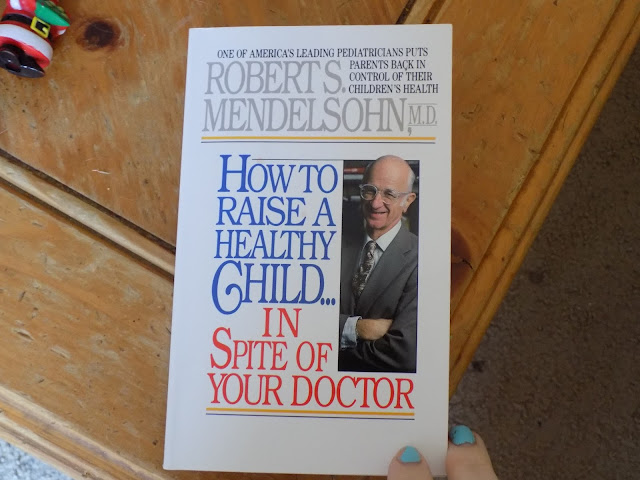 ONE OF AMERICA'S LEADING PEDIATRICIANS PUTS
PARENTS BACK IN
CONTROL OF THEIR
CHILDREN'S HEALTH
ROBERT S.
MENDELSOHN, M.D.
HOW TO
RAISE A
HEALTHY
CHILD...
IN
SPITE OF
YOUR DOCTOR